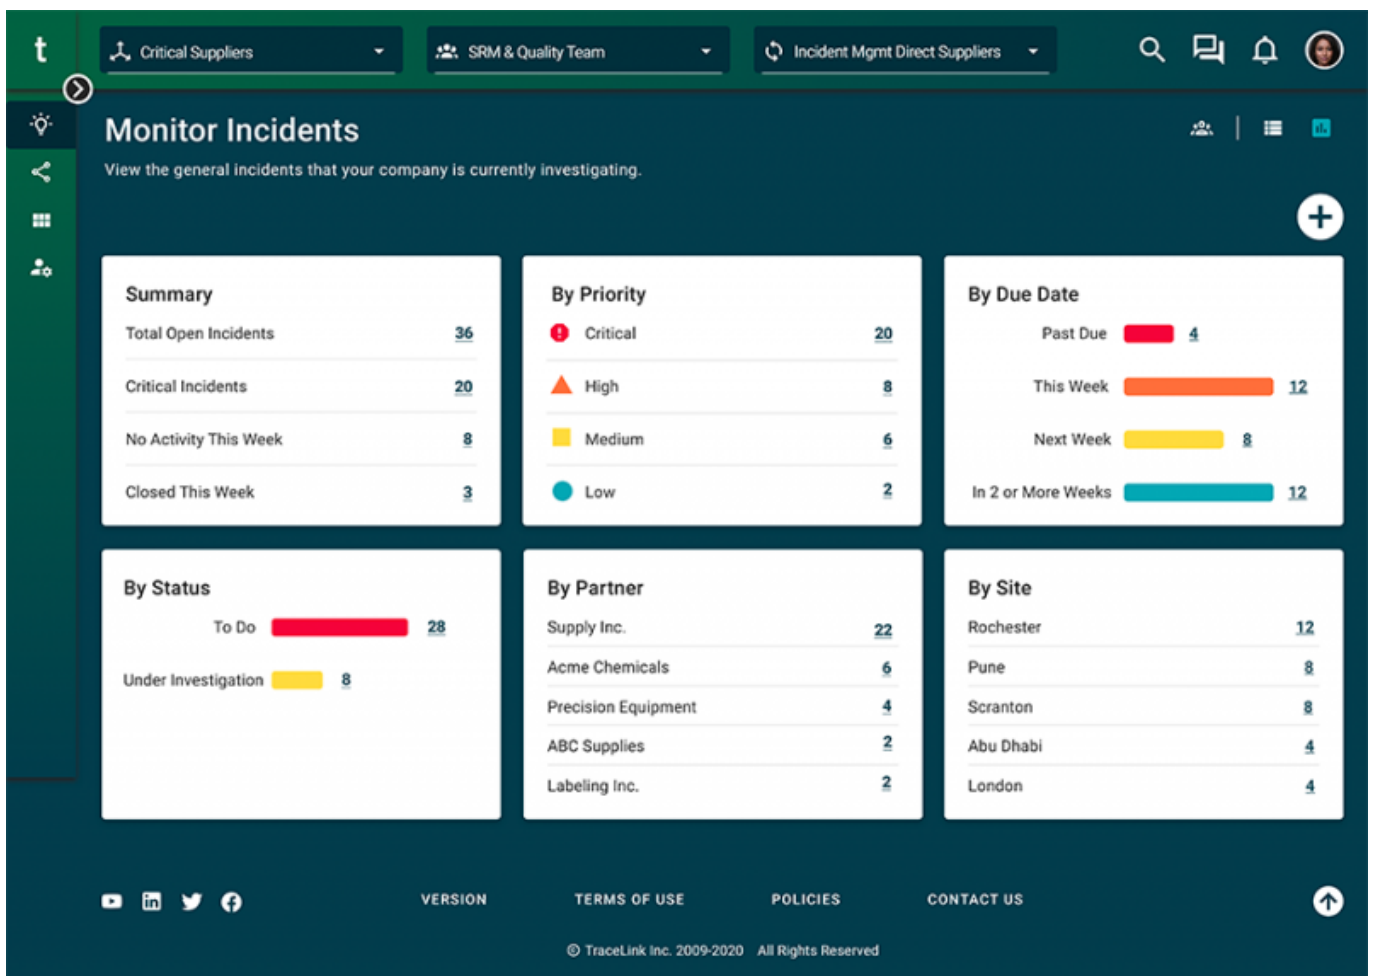 t
Critical Suppliers
SRM & Quality Team
Incident Mgmt Direct Suppliers
Monitor Incidents
View the general incidents that your company is currently investigating.
Summary
Total Open Incidents 36
Critical Incidents 20
No Activity This Week 8
Closed This Week 3
By Priority
Critical 20
High 8
Medium 6
Low 2
By Due Date
Past Due 4
This Week 12
Next Week 8
In 2 or More Weeks 12
By Status
To Do 28
Under Investigation 8
By Partner
Supply Inc. 22
Acme Chemicals 6
Precision Equipment 4
ABC Supplies 2
Labeling Inc. 2
By Site
Rochester 12
Pune 8
Scranton 8
Abu Dhabi 4
London 4
VERSION TERMS OF USE POLICIES CONTACT US
© TraceLink Inc. 2009-2020 All Rights Reserved